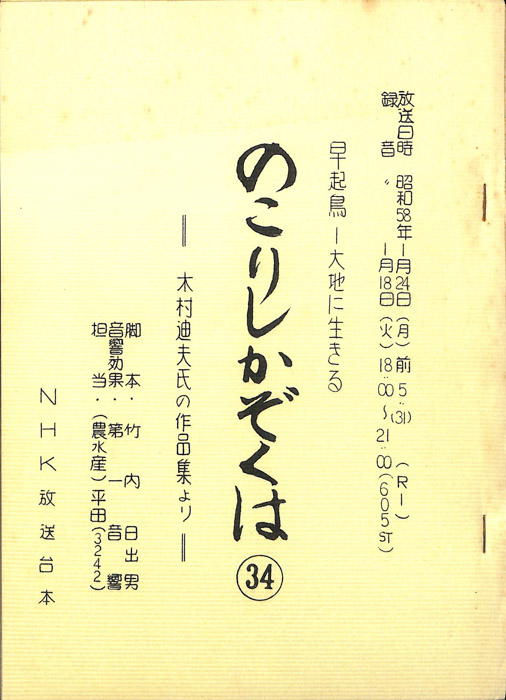 放送日時 昭和58年1月24日(月)前5:(31) (R1)
録音 〃 1月18日(火)18:00〜21:00(605ST)
早起鳥ー大地に生きる
のこりしかぞくは ㉞
＝木村迪夫氏の作品集より＝
脚本・竹内日出男
音響効果・第一音響
担当・(農水産)平田(3242)
NHK放送台本